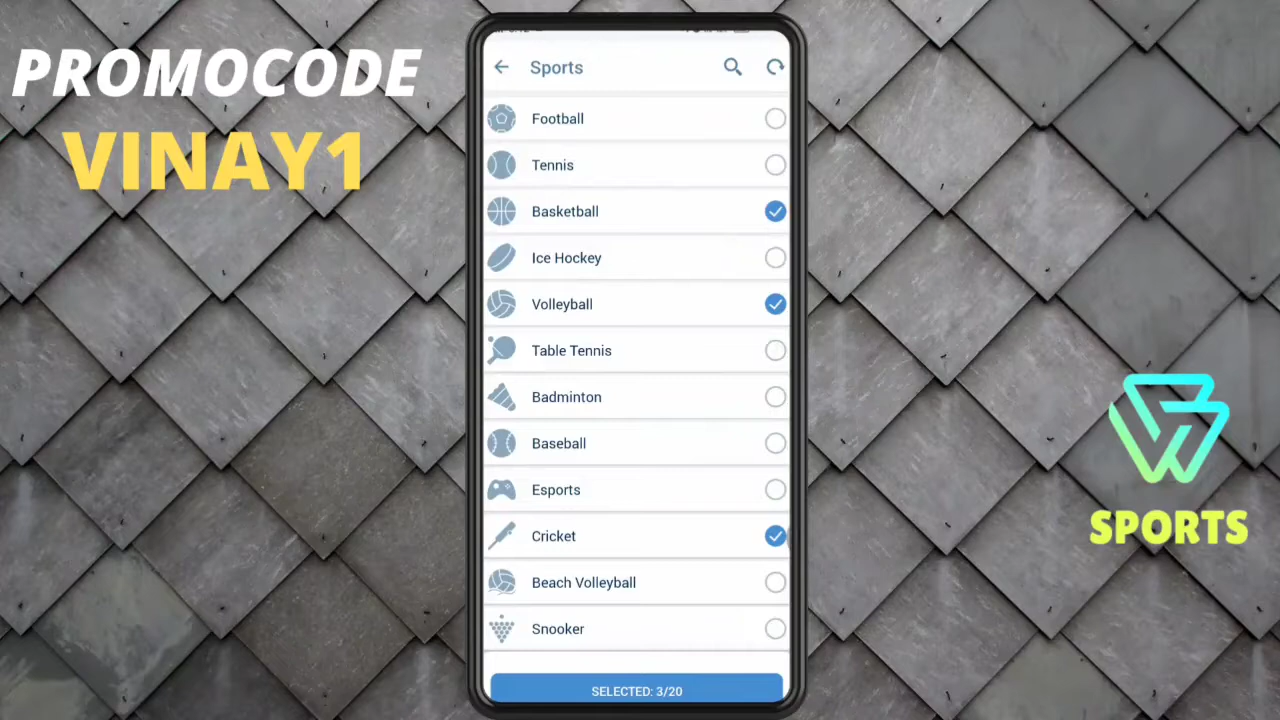 PROMOCODE
VINAY1
Sports
Football
Tennis
Basketball
Ice Hockey
Volleyball
Table Tennis
Badminton
Baseball
Esports
Cricket
Beach Volleyball
Snooker
SELECTED: 3/20
SPORTS